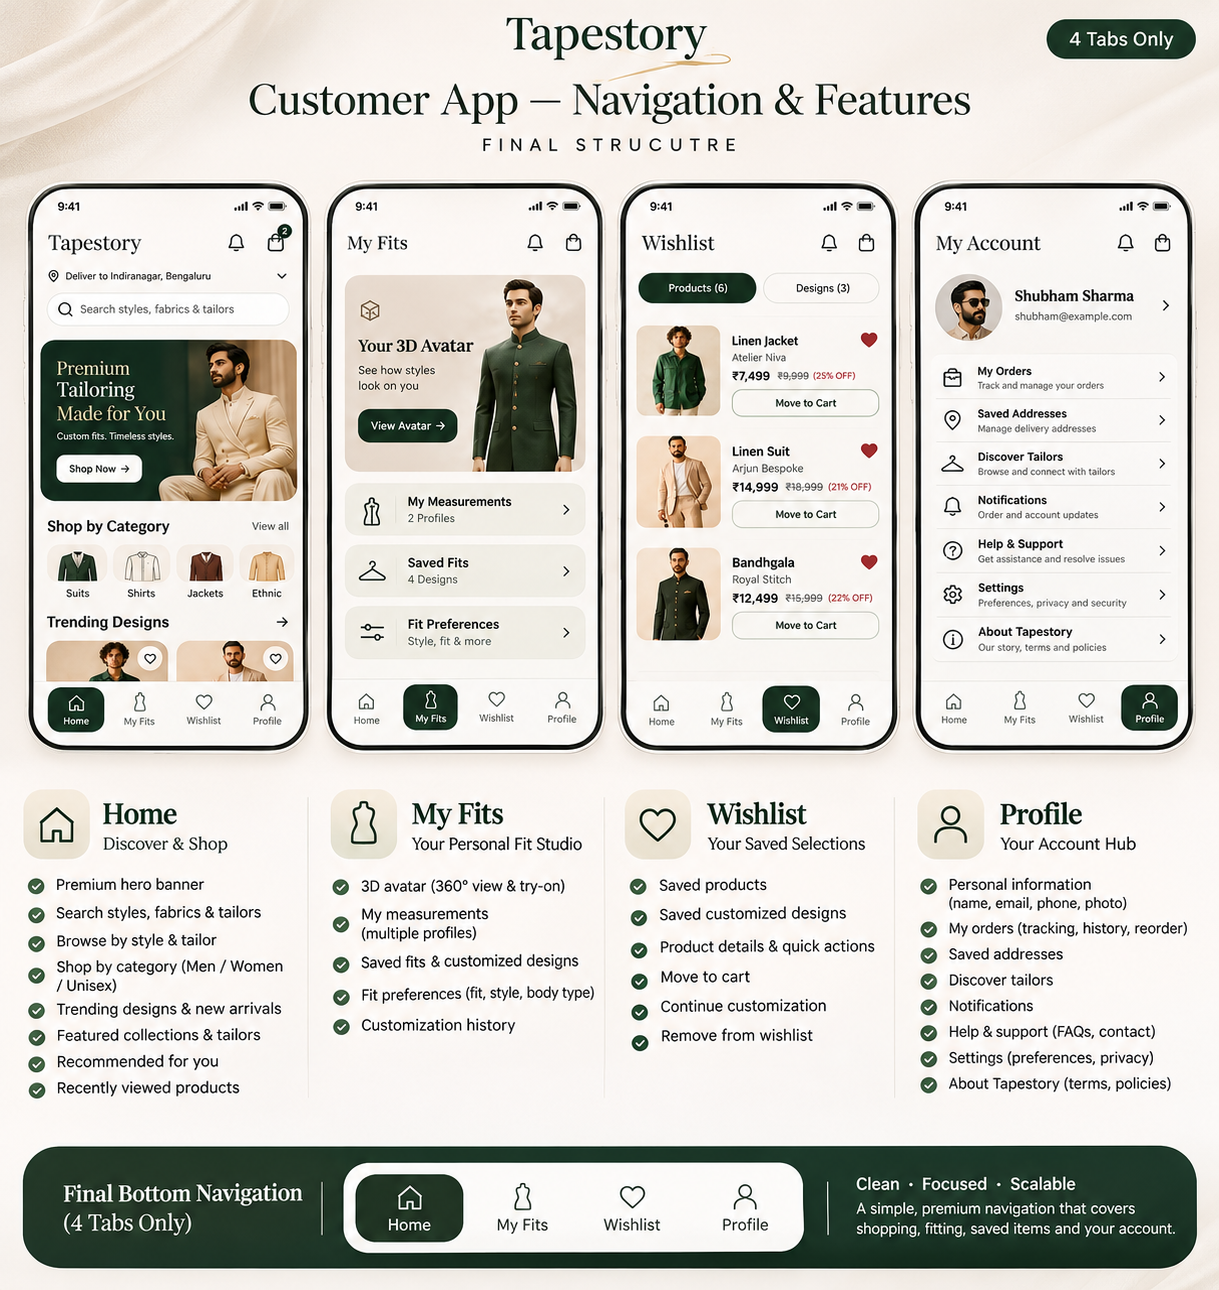 Tapestory
4 Tabs Only
Customer App — Navigation & Features
FINAL STRUCUTRE
9:41
Tapestory
2
Deliver to Indiranagar, Bengaluru
Search styles, fabrics & tailors
Premium
Tailoring
Made for You
Custom fits. Timeless styles.
Shop Now →
Shop by Category
View all
Suits
Shirts
Jackets
Ethnic
Trending Designs →
Home
My Fits
Wishlist
Profile
9:41
My Fits
Your 3D Avatar
See how styles
look on you
View Avatar →
My Measurements
2 Profiles
Saved Fits
4 Designs
Fit Preferences
Style, fit & more
Home
My Fits
Wishlist
Profile
9:41
Wishlist
Products (6)
Designs (3)
Linen Jacket
Atelier Niva
₹7,499 ₹9,999 (25% OFF)
Move to Cart
Linen Suit
Arjun Bespoke
₹14,999 ₹18,999 (21% OFF)
Move to Cart
Bandhgala
Royal Stitch
₹12,499 ₹15,999 (22% OFF)
Move to Cart
Home
My Fits
Wishlist
Profile
9:41
My Account
Shubham Sharma
shubham@example.com
My Orders
Track and manage your orders
Saved Addresses
Manage delivery addresses
Discover Tailors
Browse and connect with tailors
Notifications
Order and account updates
Help & Support
Get assistance and resolve issues
Settings
Preferences, privacy and security
About Tapestory
Our story, terms and policies
Home
My Fits
Wishlist
Profile
Home
Discover & Shop
Premium hero banner
Search styles, fabrics & tailors
Browse by style & tailor
Shop by category (Men / Women
/ Unisex)
Trending designs & new arrivals
Featured collections & tailors
Recommended for you
Recently viewed products
My Fits
Your Personal Fit Studio
3D avatar (360° view & try-on)
My measurements
(multiple profiles)
Saved fits & customized designs
Fit preferences (fit, style, body type)
Customization history
Wishlist
Your Saved Selections
Saved products
Saved customized designs
Product details & quick actions
Move to cart
Continue customization
Remove from wishlist
Profile
Your Account Hub
Personal information
(name, email, phone, photo)
My orders (tracking, history, reorder)
Saved addresses
Discover tailors
Notifications
Help & support (FAQs, contact)
Settings (preferences, privacy)
About Tapestory (terms, policies)
Final Bottom Navigation
(4 Tabs Only)
Home
My Fits
Wishlist
Profile
Clean • Focused • Scalable
A simple, premium navigation that covers
shopping, fitting, saved items and your account.